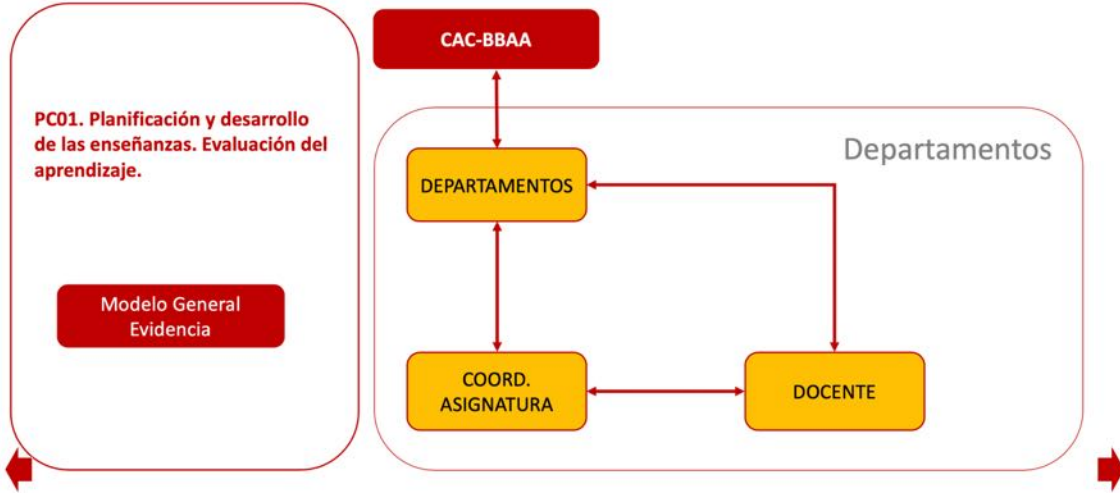 PC01. Planificación y desarrollo
de las enseñanzas. Evaluación del
aprendizaje.
Modelo General
Evidencia
CAC-BBAA
Departamentos
DEPARTAMENTOS
COORD.
ASIGNATURA
DOCENTE